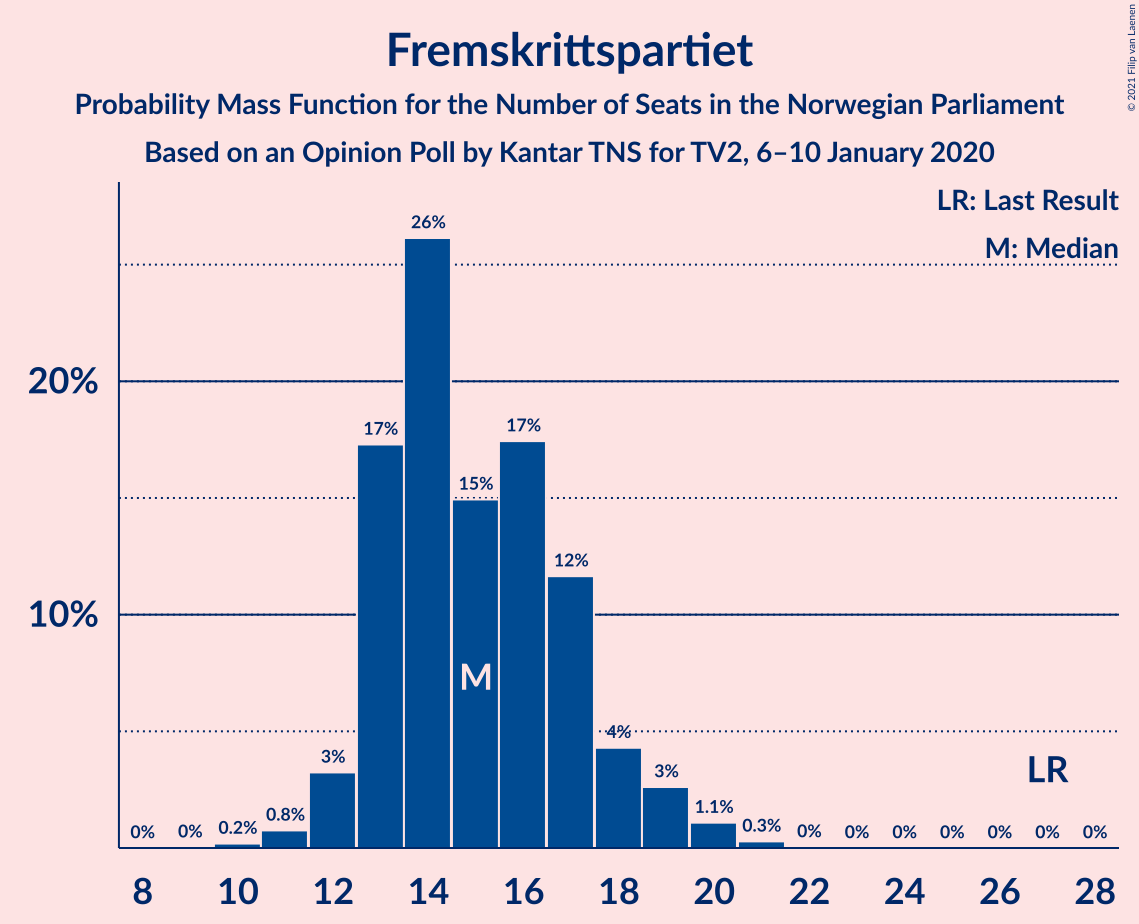 Fremskrittspartiet
Probability Mass Function for the Number of Seats in the Norwegian Parliament
Based on an Opinion Poll by Kantar TNS for TV2, 6–10 January 2020
© 2021 Filip van Laenen
LR: Last Result
M: Median
26%
20%
17%
17%
15%
12%
10%
M
4%
3%
3%
LR
1.1%
0.8%
0.3%
0.2%
0% 0% 0% 0% 0% 0% 0% 0% 0%
8 10 12 14 16 18 20 22 24 26 28